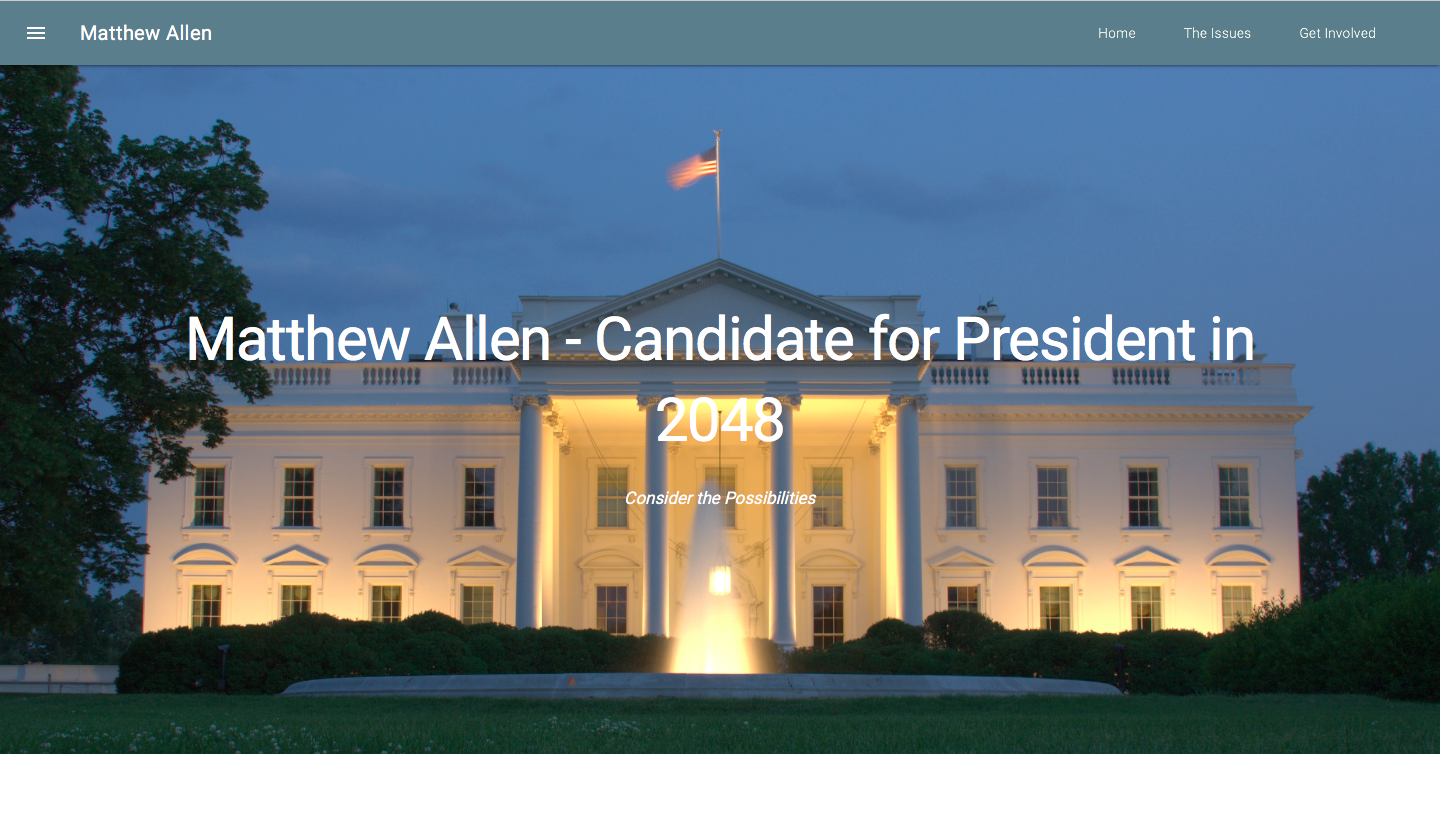 Matthew Allen
Home
The Issues
Get Involved
Matthew Allen - Candidate for President in
2048
Consider the Possibilities